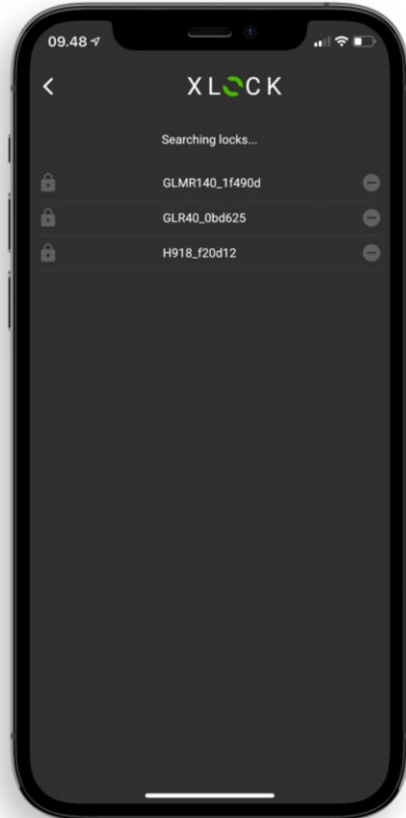 09.48
XLOCK
Searching locks...
GLMR140_1f490d
GLR40_0bd625
H918_f20d12